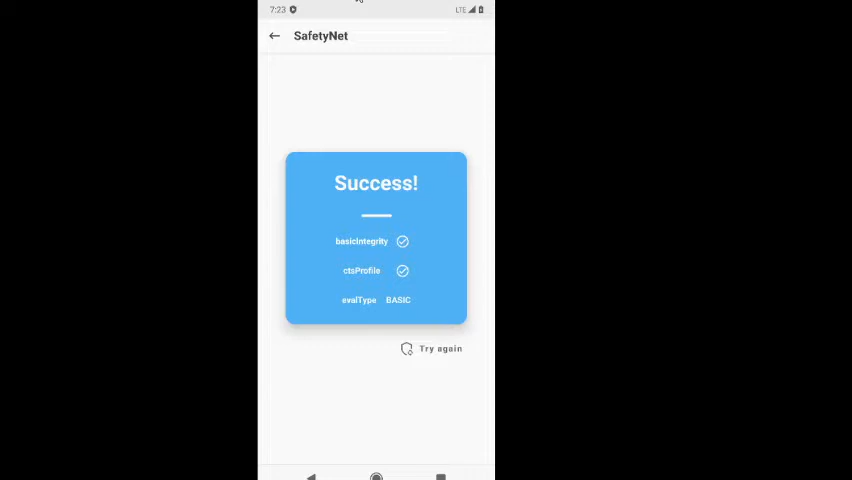 7:23 LTE
SafetyNet
Success!
basicIntegrity
ctsProfile
evalType BASIC
Try again